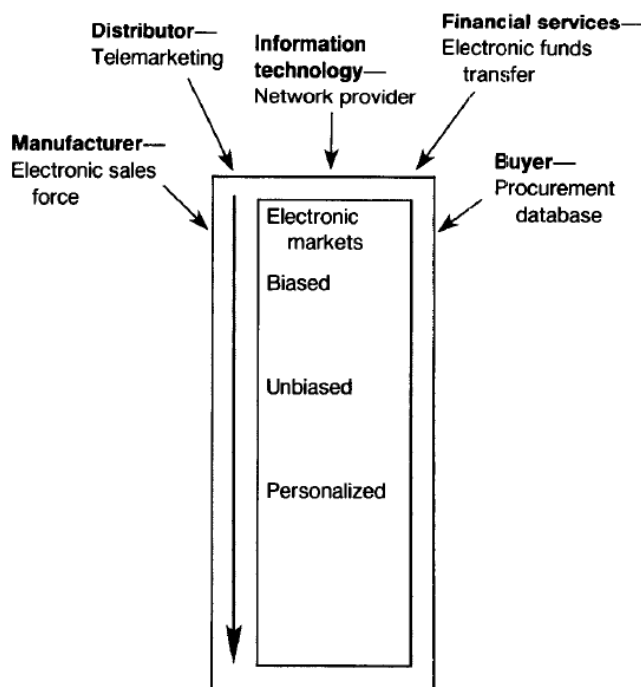 Distributor—
Telemarketing
Information
technology—
Network provider
Financial services—
Electronic funds
transfer
Manufacturer—
Electronic sales
force
Buyer—
Procurement
database
Electronic
markets
Biased
Unbiased
Personalized